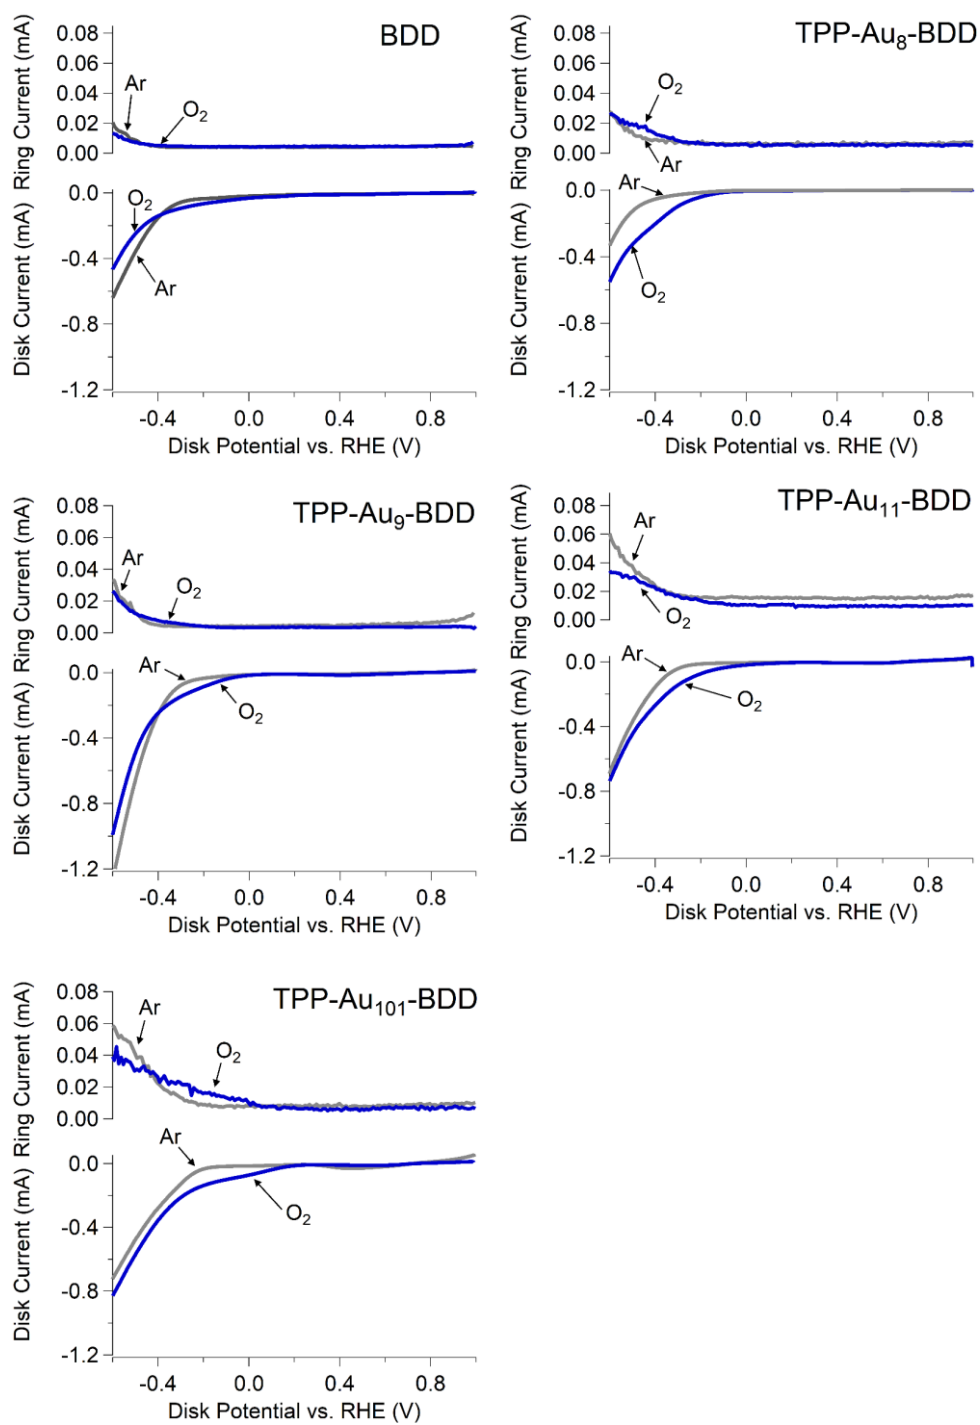 BDD
Ring Current (mA)
0.08
0.06
0.04
0.02
0.00
Ar
O2
Disk Current (mA)
0.0
-0.4
-0.8
-1.2
O2
Ar
-0.4 0.0 0.4 0.8
Disk Potential vs. RHE (V)
TPP-Au8-BDD
Ring Current (mA)
0.08
0.06
0.04
0.02
0.00
O2
Ar
Disk Current (mA)
0.0
-0.4
-0.8
-1.2
Ar
O2
-0.4 0.0 0.4 0.8
Disk Potential vs. RHE (V)
TPP-Au9-BDD
Ring Current (mA)
0.08
0.06
0.04
0.02
0.00
Ar
O2
Disk Current (mA)
0.0
-0.4
-0.8
-1.2
Ar
O2
-0.4 0.0 0.4 0.8
Disk Potential vs. RHE (V)
TPP-Au11-BDD
Ring Current (mA)
0.08
0.06
0.04
0.02
0.00
Ar
O2
Disk Current (mA)
0.0
-0.4
-0.8
-1.2
Ar
O2
-0.4 0.0 0.4 0.8
Disk Potential vs. RHE (V)
TPP-Au101-BDD
Ring Current (mA)
0.08
0.06
0.04
0.02
0.00
Ar
O2
Disk Current (mA)
0.0
-0.4
-0.8
-1.2
Ar
O2
-0.4 0.0 0.4 0.8
Disk Potential vs. RHE (V)